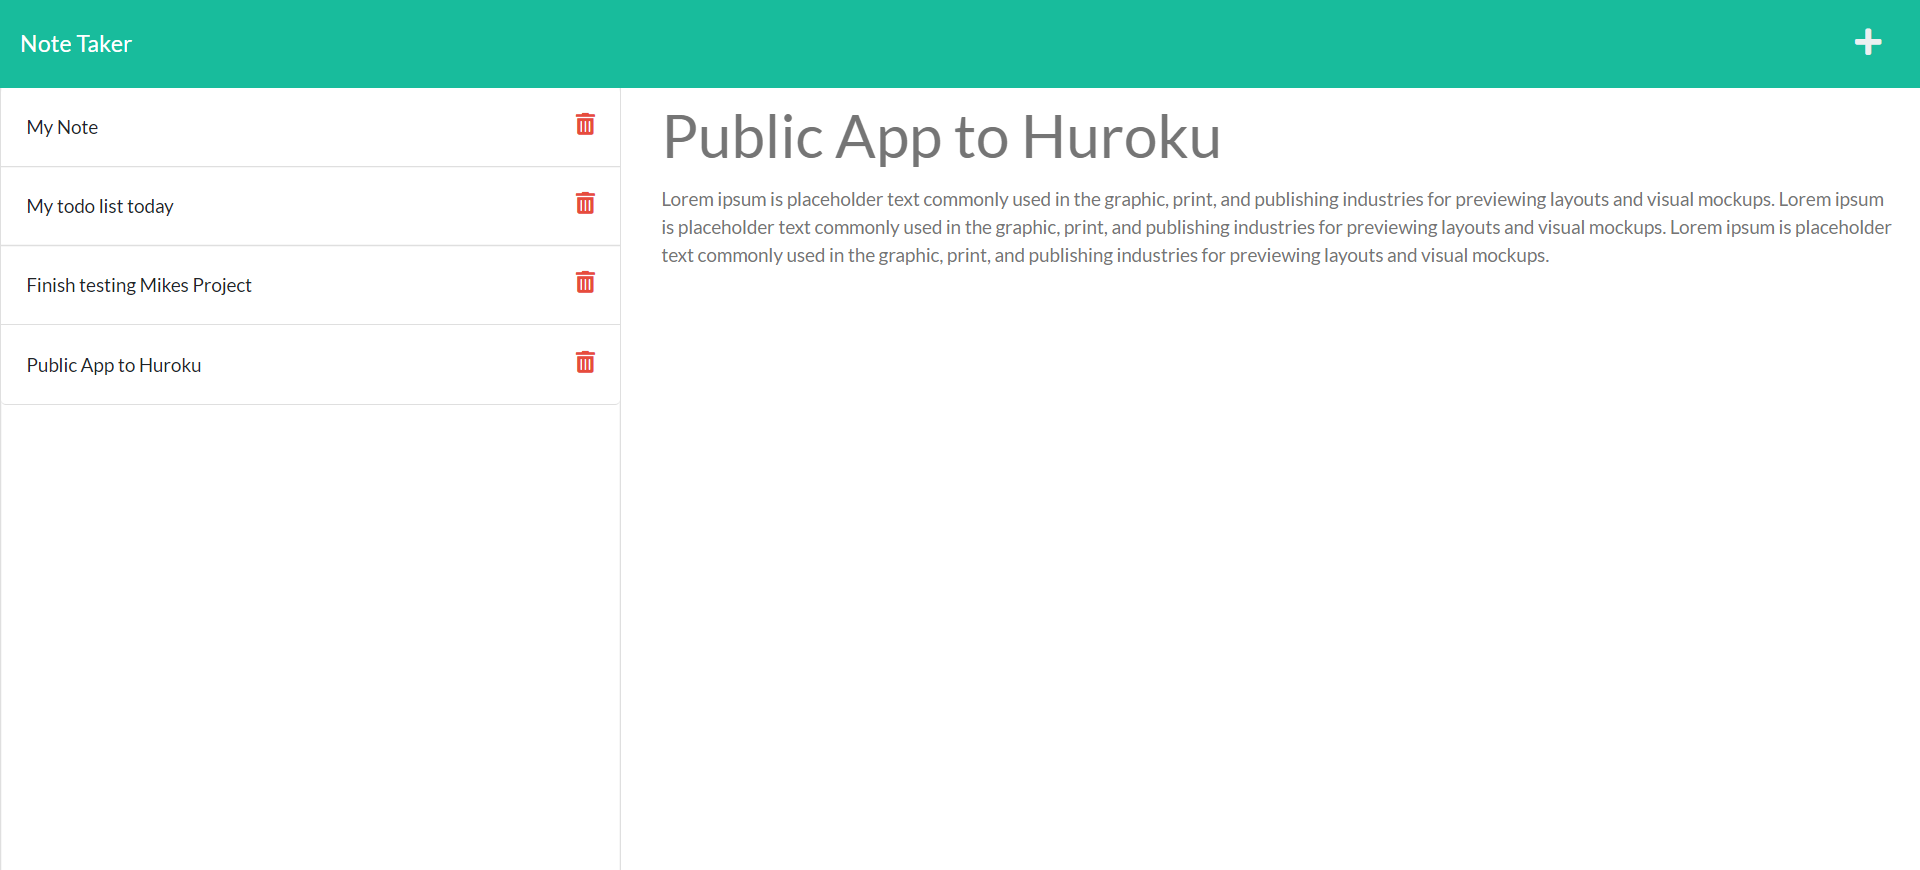 Note Taker
My Note
My todo list today
Finish testing Mikes Project
Public App to Huroku
Public App to Huroku
Lorem ipsum is placeholder text commonly used in the graphic, print, and publishing industries for previewing layouts and visual mockups. Lorem ipsum
is placeholder text commonly used in the graphic, print, and publishing industries for previewing layouts and visual mockups. Lorem ipsum is placeholder
text commonly used in the graphic, print, and publishing industries for previewing layouts and visual mockups.